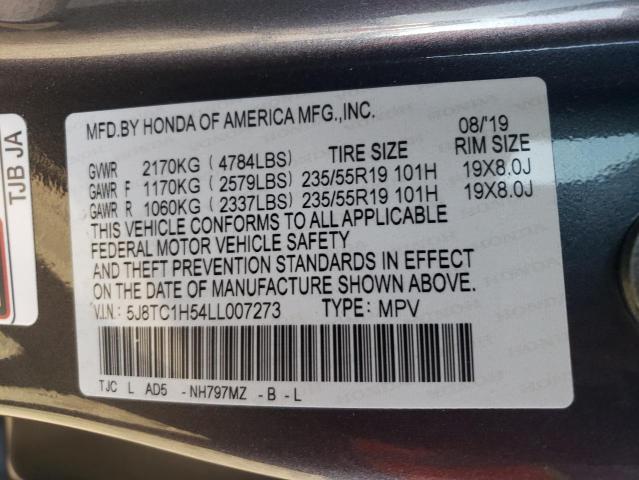 MFD.BY HONDA OF AMERICA MFG.,INC. 08/'19
GVWR 2170KG (4784LBS) TIRE SIZE RIM SIZE
GAWR F 1170KG (2579LBS) 235/55R19 101H 19X8.0J
GAWR R 1060KG (2337LBS) 235/55R19 101H 19X8.0J
THIS VEHICLE CONFORMS TO ALL APPLICABLE
FEDERAL MOTOR VEHICLE SAFETY
AND THEFT PREVENTION STANDARDS IN EFFECT
ON THE DATE OF MANUFACTURE SHOWN ABOVE.
V.I.N.: 5J8TC1H54LL007273 TYPE: MPV
TJC L AD5 -NH797MZ -B -L
TJB JA